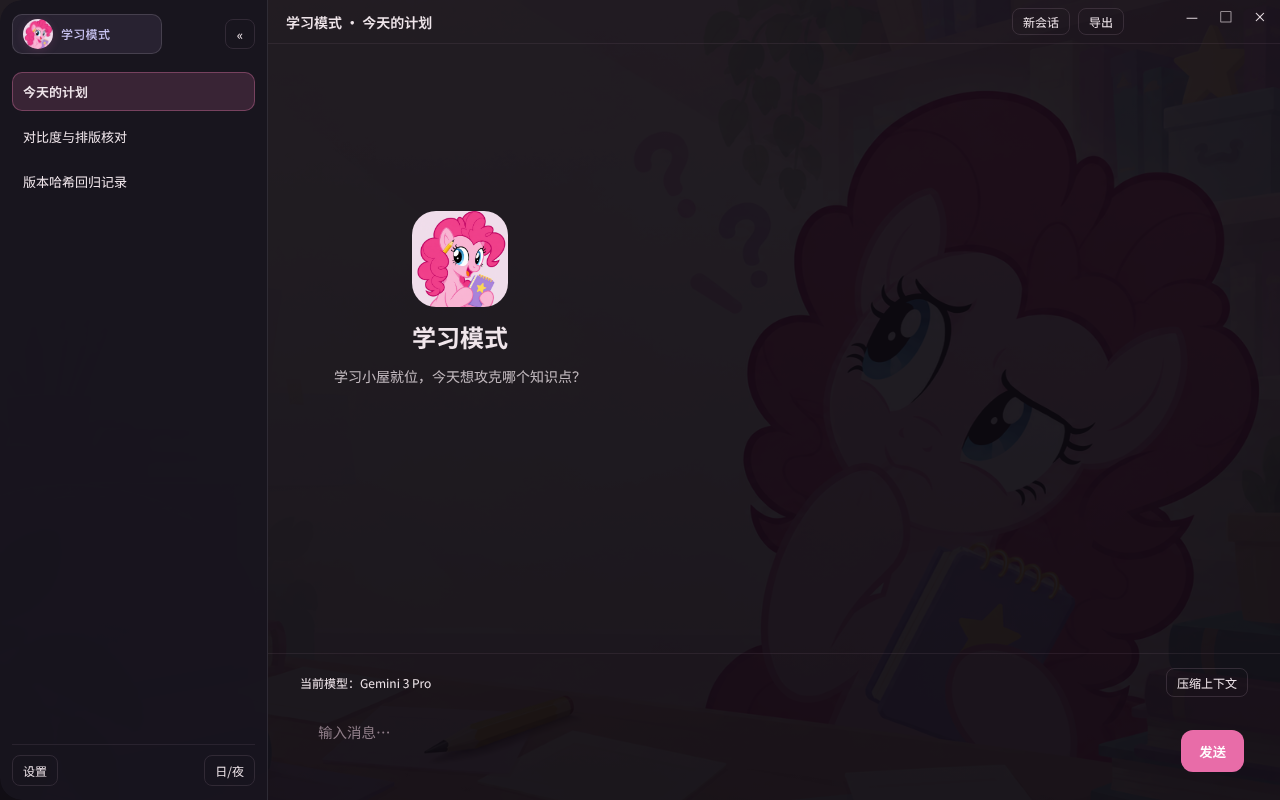 学习模式
«
今天的计划
对比度与排版核对
版本哈希回归记录
设置
日/夜
学习模式 · 今天的计划
新会话
导出
学习模式
学习小屋就位，今天想攻克哪个知识点？
当前模型：Gemini 3 Pro
压缩上下文
输入消息…
发送